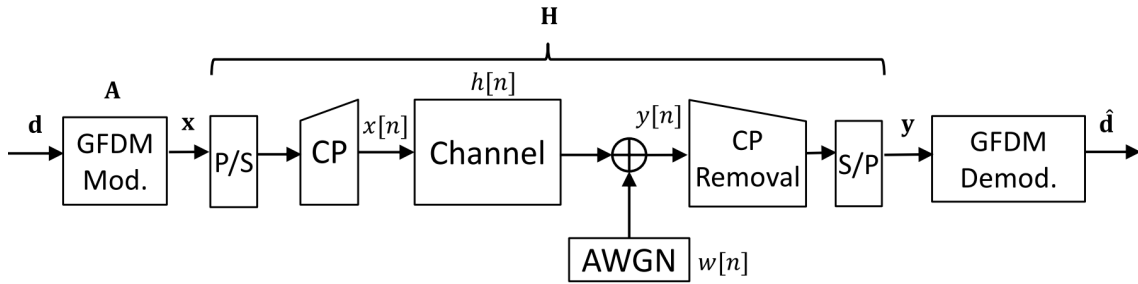 H
A
h[n]
d
GFDM
Mod.
x
P/S
CP
x[n]
Channel
y[n]
CP
Removal
S/P
y
GFDM
Demod.
d̂
AWGN
w[n]